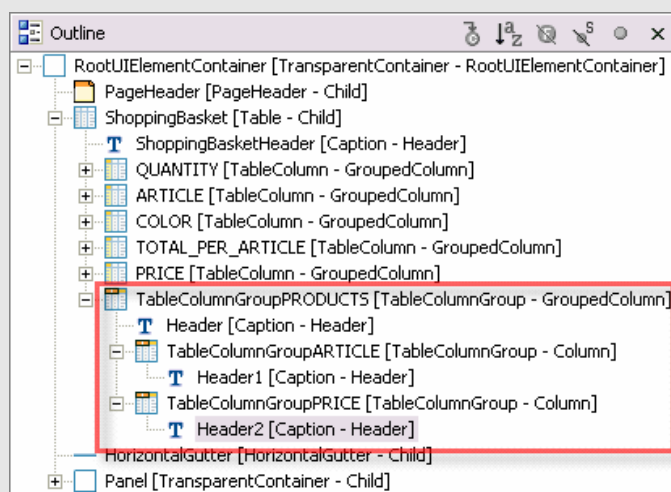 Outline
RootUIElementContainer [TransparentContainer - RootUIElementContainer]
PageHeader [PageHeader - Child]
ShoppingBasket [Table - Child]
T ShoppingBasketHeader [Caption - Header]
QUANTITY [TableColumn - GroupedColumn]
ARTICLE [TableColumn - GroupedColumn]
COLOR [TableColumn - GroupedColumn]
TOTAL_PER_ARTICLE [TableColumn - GroupedColumn]
PRICE [TableColumn - GroupedColumn]
TableColumnGroupPRODUCTS [TableColumnGroup - GroupedColumn]
T Header [Caption - Header]
TableColumnGroupARTICLE [TableColumnGroup - Column]
T Header1 [Caption - Header]
TableColumnGroupPRICE [TableColumnGroup - Column]
T Header2 [Caption - Header]
HorizontalGutter [HorizontalGutter - Child]
Panel [TransparentContainer - Child]